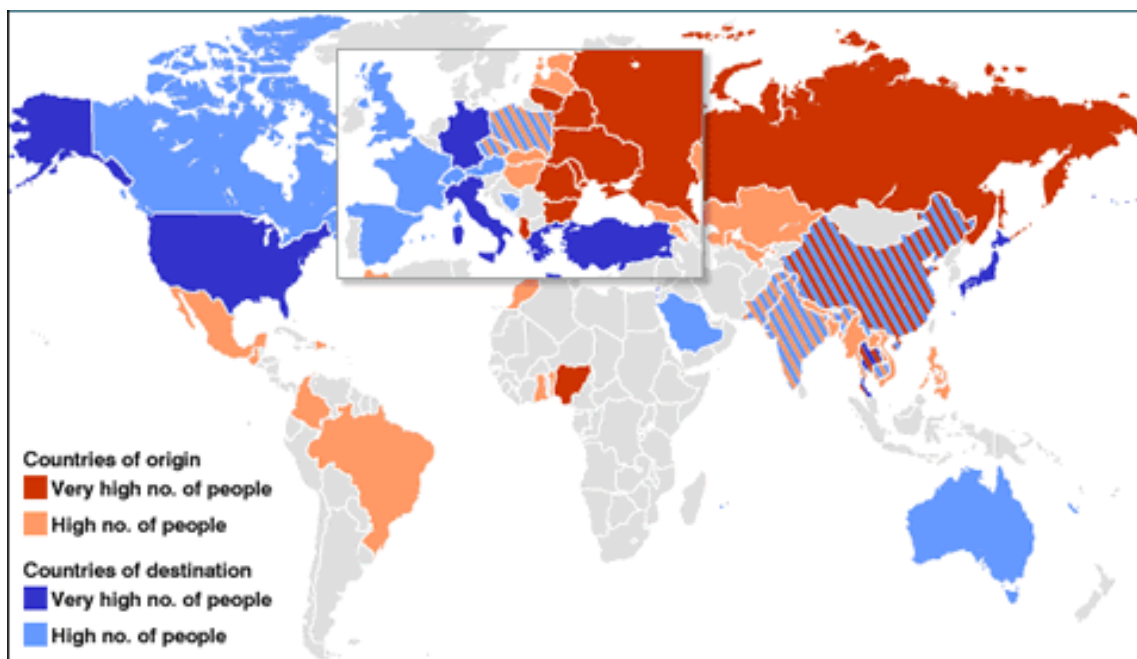 Countries of origin
Very high no. of people
High no. of people
Countries of destination
Very high no. of people
High no. of people